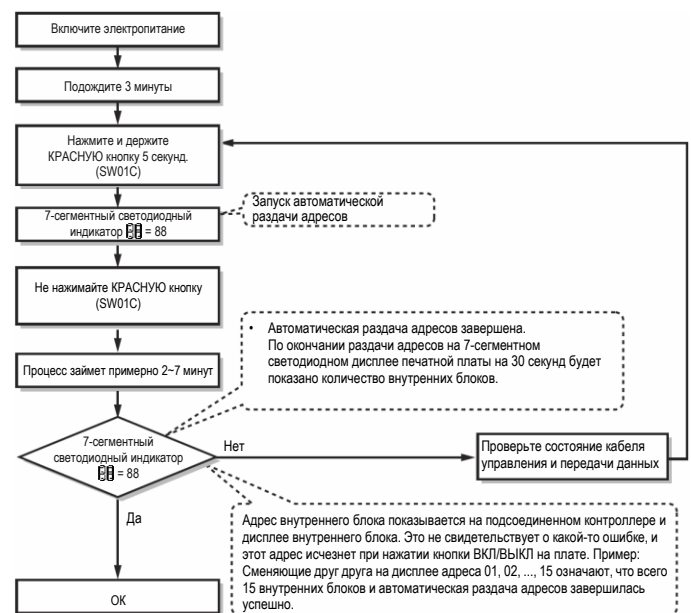 Включите электропитание
Подождите 3 минуты
Нажмите и держите
КРАСНУЮ кнопку 5 секунд.
(SW01C)
7-сегментный светодиодный
индикатор 88 = 88
Запуск автоматической
раздачи адресов
Не нажимайте КРАСНУЮ кнопку
(SW01C)
• Автоматическая раздача адресов завершена.
По окончании раздачи адресов на 7-сегментном
светодиодном дисплее печатной платы на 30 секунд будет
показано количество внутренних блоков.
Процесс займет примерно 2~7 минут
7-сегментный
светодиодный индикатор
88 = 88
Нет
Проверьте состояние кабеля
управления и передачи данных
Да
Адрес внутреннего блока показывается на подсоединенном контроллере и
дисплее внутреннего блока. Это не свидетельствует о какой-то ошибке, и
этот адрес исчезнет при нажатии кнопки ВКЛ/ВЫКЛ на плате. Пример:
Сменяющие друг друга на дисплее адреса 01, 02, ..., 15 означают, что всего
15 внутренних блоков и автоматическая раздача адресов завершилась
успешно.
ОК